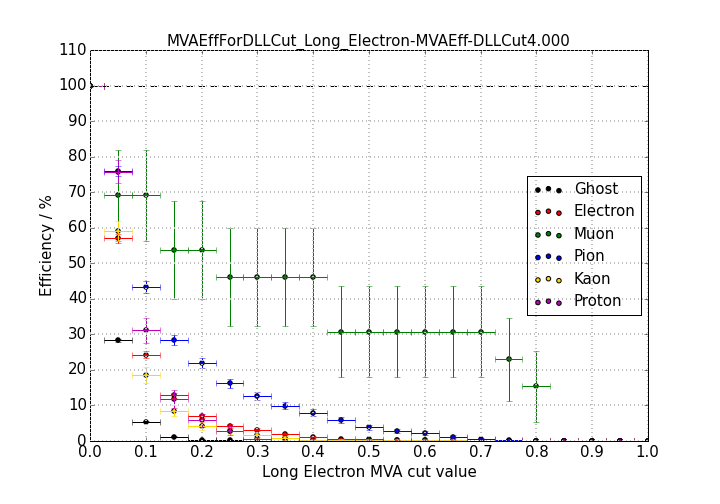 MVAEffForDLLCut_Long_Electron-MVAEff-DLLCut4.000
110
100
90
80
70
60
50
40
30
20
10
0
Efficiency / %
Ghost
Electron
Muon
Pion
Kaon
Proton
0.0 0.1 0.2 0.3 0.4 0.5 0.6 0.7 0.8 0.9 1.0
Long Electron MVA cut value